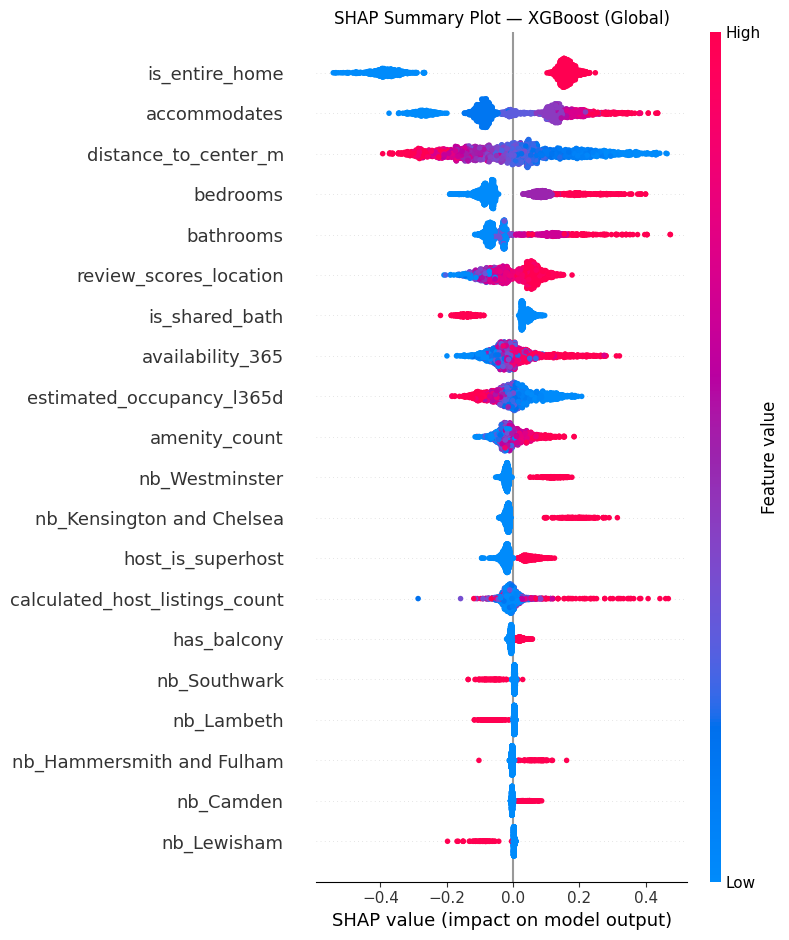 SHAP Summary Plot — XGBoost (Global)
High
is_entire_home
accommodates
distance_to_center_m
bedrooms
bathrooms
review_scores_location
is_shared_bath
availability_365
estimated_occupancy_l365d
amenity_count
nb_Westminster
nb_Kensington and Chelsea
host_is_superhost
calculated_host_listings_count
has_balcony
nb_Southwark
nb_Lambeth
nb_Hammersmith and Fulham
nb_Camden
nb_Lewisham
Feature value
Low
−0.4 −0.2 0.0 0.2 0.4
SHAP value (impact on model output)